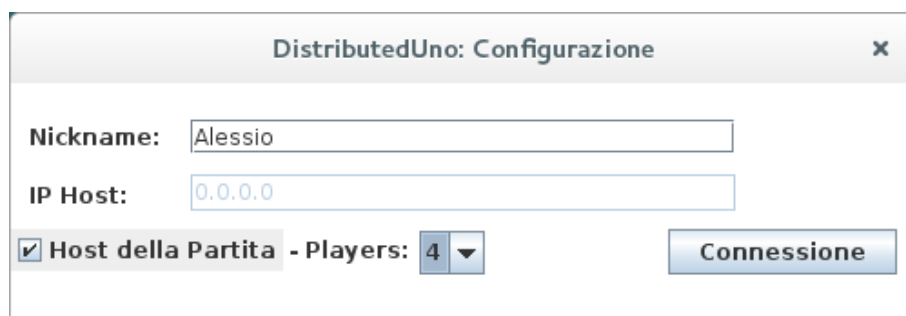 DistributedUno: Configurazione
Nickname: Alessio
IP Host: 0.0.0.0
Host della Partita - Players: 4 Connessione